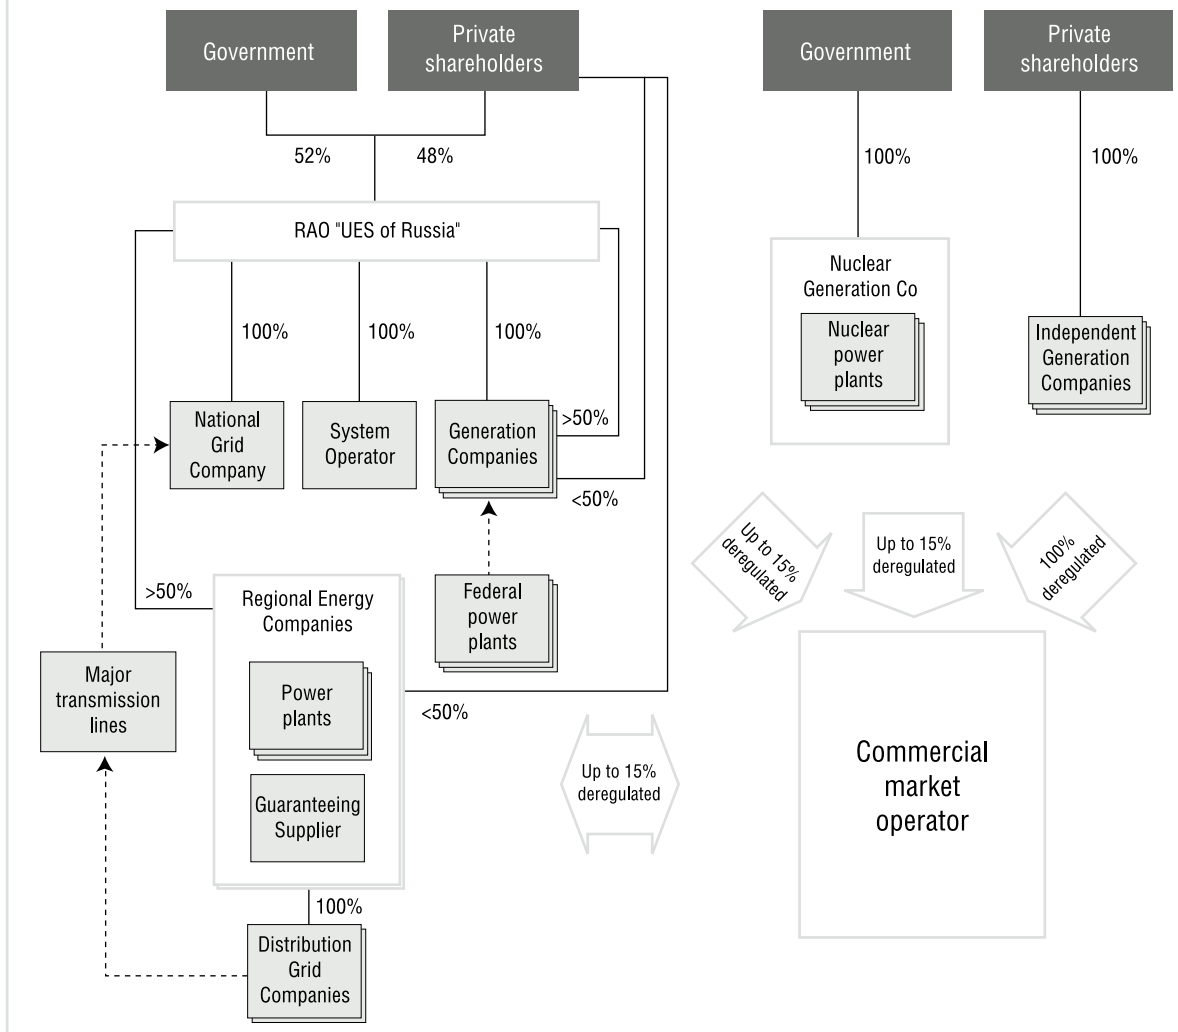 Government
Private
shareholders
Government
Private
shareholders
52%
48%
100%
100%
RAO "UES of Russia"
Nuclear
Generation Co
Nuclear
power
plants
Independent
Generation
Companies
100%
100%
100%
National
Grid
Company
System
Operator
Generation
Companies
>50%
<50%
Up to 15%
deregulated
Up to 15%
deregulated
100%
deregulated
>50%
Regional Energy
Companies
Federal
power
plants
Major
transmission
lines
Power
plants
<50%
Guaranteeing
Supplier
Up to 15%
deregulated
Commercial
market
operator
100%
Distribution
Grid
Companies